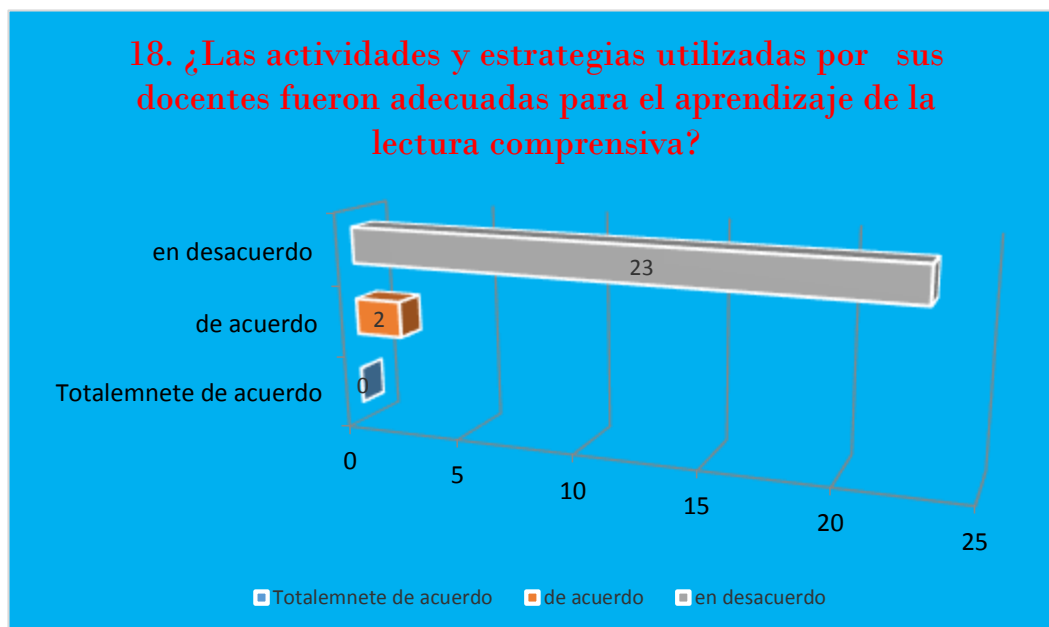 18. ¿Las actividades y estrategias utilizadas por sus
docentes fueron adecuadas para el aprendizaje de la
lectura comprensiva?
en desacuerdo
23
de acuerdo
2
Totalemnete de acuerdo
0
0
5
10
15
20
25
Totalemnete de acuerdo
de acuerdo
en desacuerdo